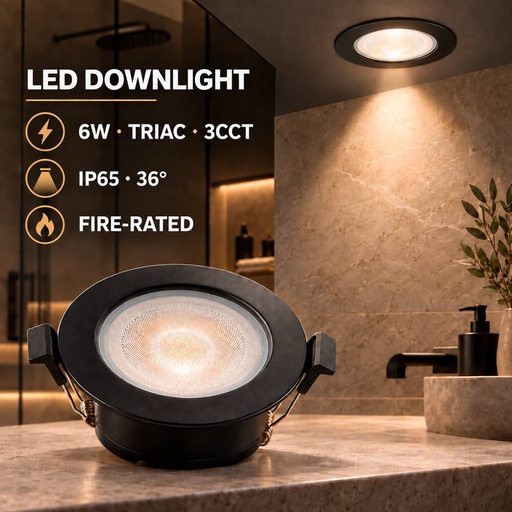 LED DOWNLIGHT
6W · TRIAC · 3CCT
IP65 · 36°
FIRE-RATED